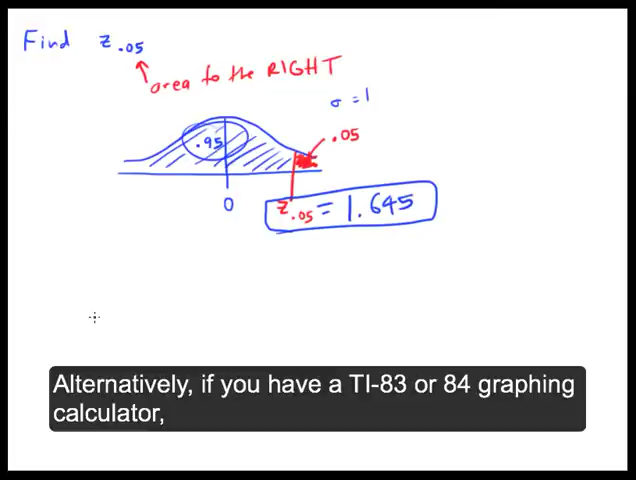 Find z.05
area to the RIGHT
σ = 1
.95
.05
0
z.05 = 1.645
Alternatively, if you have a TI-83 or 84 graphing
calculator,